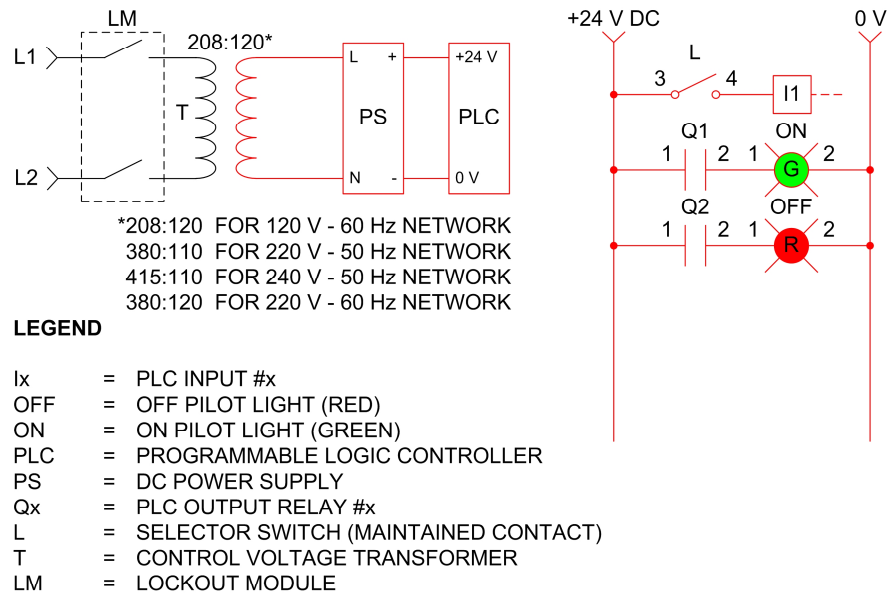 LM
208:120*
L1
L2
T
L +
N -
PS
+24 V
PLC
0 V
+24 V DC 0 V
L
3 4 I1
Q1 ON
1 2 1 G 2
Q2 OFF
1 2 1 R 2
*208:120 FOR 120 V - 60 Hz NETWORK
380:110 FOR 220 V - 50 Hz NETWORK
415:110 FOR 240 V - 50 Hz NETWORK
380:120 FOR 220 V - 60 Hz NETWORK
LEGEND
Ix = PLC INPUT #x
OFF = OFF PILOT LIGHT (RED)
ON = ON PILOT LIGHT (GREEN)
PLC = PROGRAMMABLE LOGIC CONTROLLER
PS = DC POWER SUPPLY
Qx = PLC OUTPUT RELAY #x
L = SELECTOR SWITCH (MAINTAINED CONTACT)
T = CONTROL VOLTAGE TRANSFORMER
LM = LOCKOUT MODULE